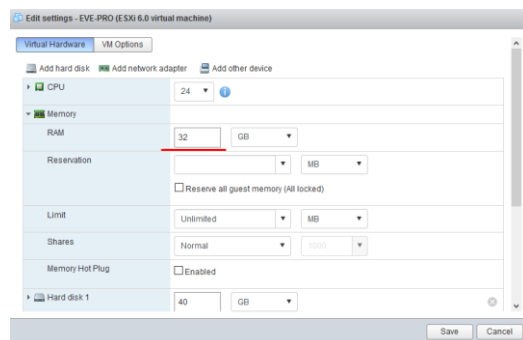 Edit settings - EVE-PRO (ESXi 6.0 virtual machine)
Virtual Hardware VM Options
Add hard disk Add network adapter Add other device
CPU 24
Memory
RAM 32 GB
Reservation MB
Reserve all guest memory (All locked)
Limit Unlimited MB
Shares Normal 1000
Memory Hot Plug Enabled
Hard disk 1 40 GB
Save Cancel